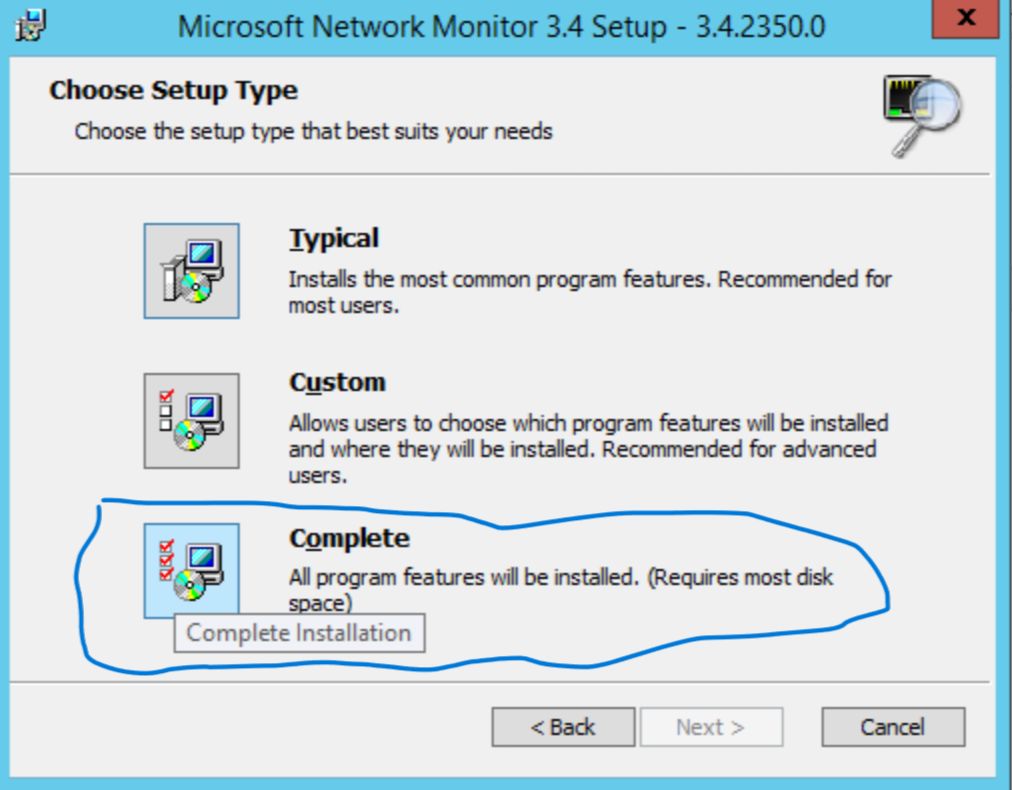 Microsoft Network Monitor 3.4 Setup - 3.4.2350.0
x
Choose Setup Type
Choose the setup type that best suits your needs
Typical
Installs the most common program features. Recommended for
most users.
Custom
Allows users to choose which program features will be installed
and where they will be installed. Recommended for advanced
users.
Complete
All program features will be installed. (Requires most disk
space)
Complete Installation
< Back
Next >
Cancel